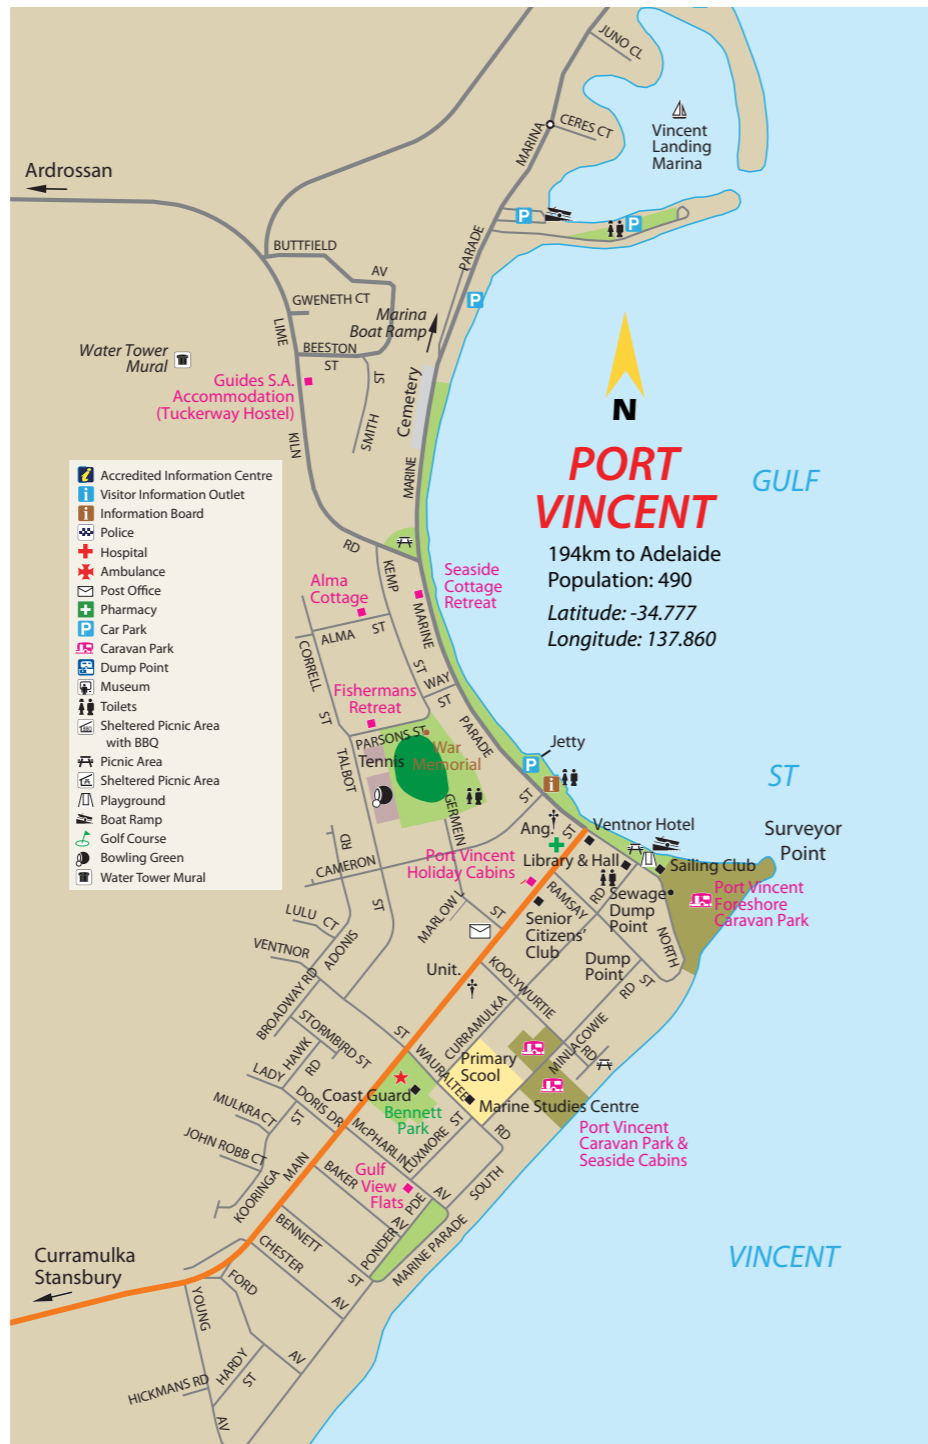 JUNO CL
CERES CT
MARINA
Vincent
Landing
Marina
Ardrossan
P
P
BUTTFIELD
AV
PARADE
GWENETH CT
P
Marina
Boat Ramp
LIME
BEESTON
ST
Water Tower
Mural
Guides S.A.
Accommodation
(Tuckerway Hostel)
ST
SMITH
Cemetery
KILN
MARINE
N
PORT
VINCENT
GULF
194km to Adelaide
Population: 490
Latitude: -34.777
Longitude: 137.860
i Accredited Information Centre
i Visitor Information Outlet
i Information Board
Police
Hospital
Ambulance
Post Office
Pharmacy
P Car Park
Caravan Park
Dump Point
Museum
Toilets
Sheltered Picnic Area
with BBQ
Picnic Area
Sheltered Picnic Area
Playground
Boat Ramp
Golf Course
Bowling Green
Water Tower Mural
RD
KEMP
ST
Seaside
Cottage
Retreat
Alma
Cottage
MARINE
ALMA ST
CORRELL
ST
WAY
ST
PARADE
Fishermans
Retreat
PARSONS ST
War
Memorial
Tennis
TALBOT
ST
GERMEIN
ST
Jetty
P
i
ST
Surveyor
Point
Ang.
ST
Ventnor Hotel
RD
CAMERON
Port Vincent
Holiday Cabins
Library & Hall
Sailing Club
Port Vincent
Foreshore
Caravan Park
Sewage
Dump
Point
RAMSAY
RD
Senior
Citizens'
Club
MARLOW L
LULU CT
VENTNOR
ADONIS
BROADWAY RD
NORTH
Dump
Point
RD
ST
Unit.
KOOLYWURTIE
RD
STORMBIRD ST
ST
WAURALTEE
RD
CURRAMULKA
ST
MINLACOWIE
Primary
Scool
HAWK
RD
LADY
Coast Guard
Bennett
Park
Marine Studies Centre
Port Vincent
Caravan Park &
Seaside Cabins
MULKRA CT
ST
DORIS DR
McPHARLIN
AV
LUXMORE
JOHN ROBB CT
KOORINGA
MAIN
BAKER
AV
Gulf
View
Flats
SOUTH
PDE
PONDER
MARINE PARADE
BENNETT
ST
CHESTER
AV
VINCENT
Curramulka
Stansbury
FORD
AV
YOUNG
AV
HARDY
ST
HICKMANS RD